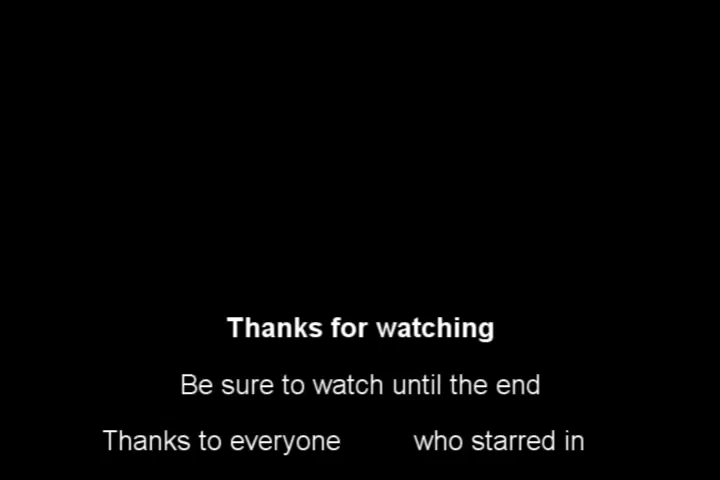 Thanks for watching
Be sure to watch until the end
Thanks to everyone who starred in